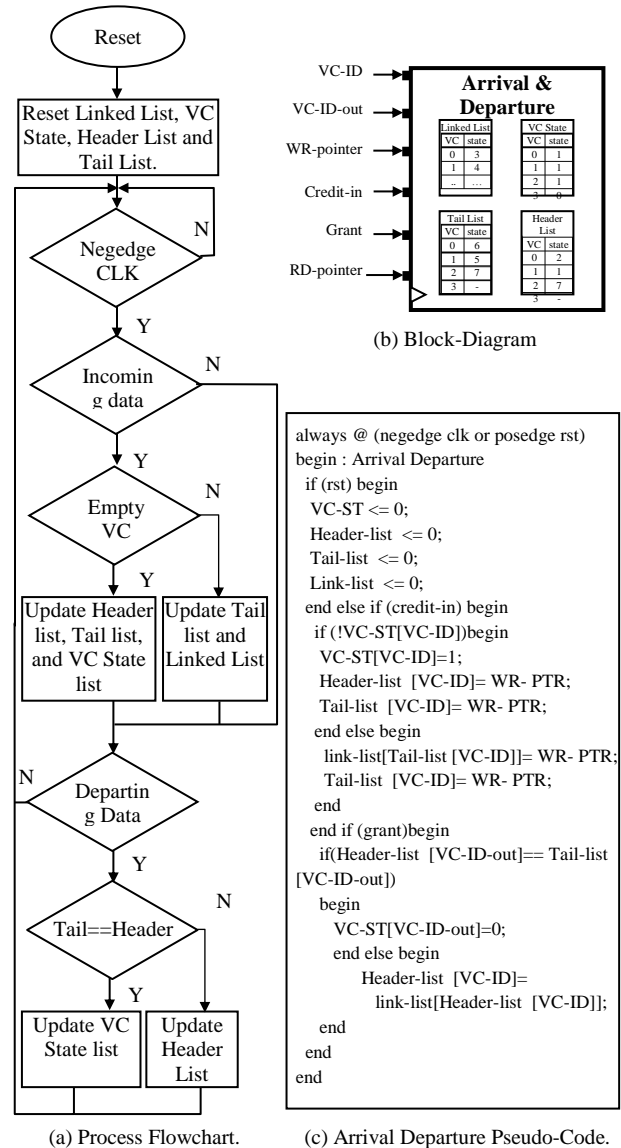 Reset
Reset Linked List, VC
State, Header List and
Tail List.
Negedge
CLK
N
Y
Incomin
g data
N
Y
Empty
VC
N
Y
Update Header
list, Tail list,
and VC State
list
Update Tail
list and
Linked List
N
Departin
g Data
Y
N
Tail==Header
Y
Update VC
State list
Update
Header
List
(a) Process Flowchart.
VC-ID
VC-ID-out
WR-pointer
Credit-in
Grant
RD-pointer
Arrival &
Departure
Linked List
VC state
0 3
1 4
.. ...
VC State
VC state
0 1
1 1
2 1
3 0
Tail List
VC state
0 6
1 5
2 7
3 -
Header
List
VC state
0 2
1 1
2 7
3 -
(b) Block-Diagram
always @ (negedge clk or posedge rst)
begin : Arrival Departure
if (rst) begin
VC-ST <= 0;
Header-list <= 0;
Tail-list <= 0;
Link-list <= 0;
end else if (credit-in) begin
if (!VC-ST[VC-ID])begin
VC-ST[VC-ID]=1;
Header-list [VC-ID]= WR- PTR;
Tail-list [VC-ID]= WR- PTR;
end else begin
link-list[Tail-list [VC-ID]]= WR- PTR;
Tail-list [VC-ID]= WR- PTR;
end
end if (grant)begin
if(Header-list [VC-ID-out]== Tail-list
[VC-ID-out])
begin
VC-ST[VC-ID-out]=0;
end else begin
Header-list [VC-ID]=
link-list[Header-list [VC-ID]];
end
end
end
(c) Arrival Departure Pseudo-Code.